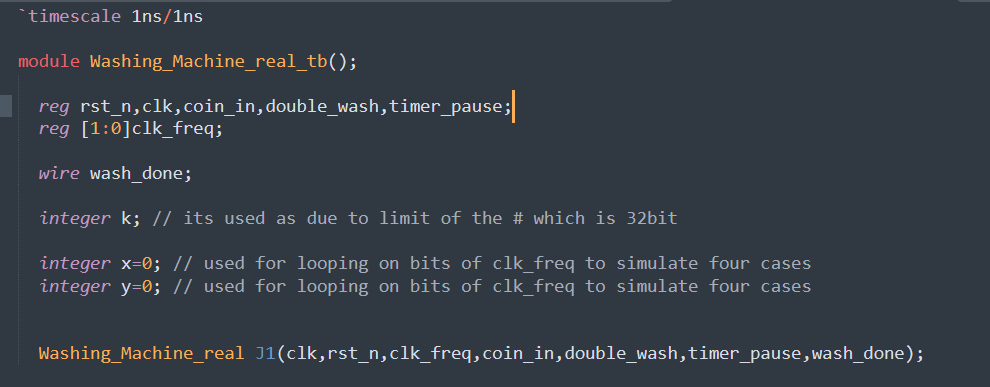 `timescale 1ns/1ns
module Washing_Machine_real_tb();
reg rst_n,clk,coin_in,double_wash,timer_pause;
reg [1:0]clk_freq;
wire wash_done;
integer k; // its used as due to limit of the # which is 32bit
integer x=0; // used for looping on bits of clk_freq to simulate four cases
integer y=0; // used for looping on bits of clk_freq to simulate four cases
Washing_Machine_real J1(clk,rst_n,clk_freq,coin_in,double_wash,timer_pause,wash_done);